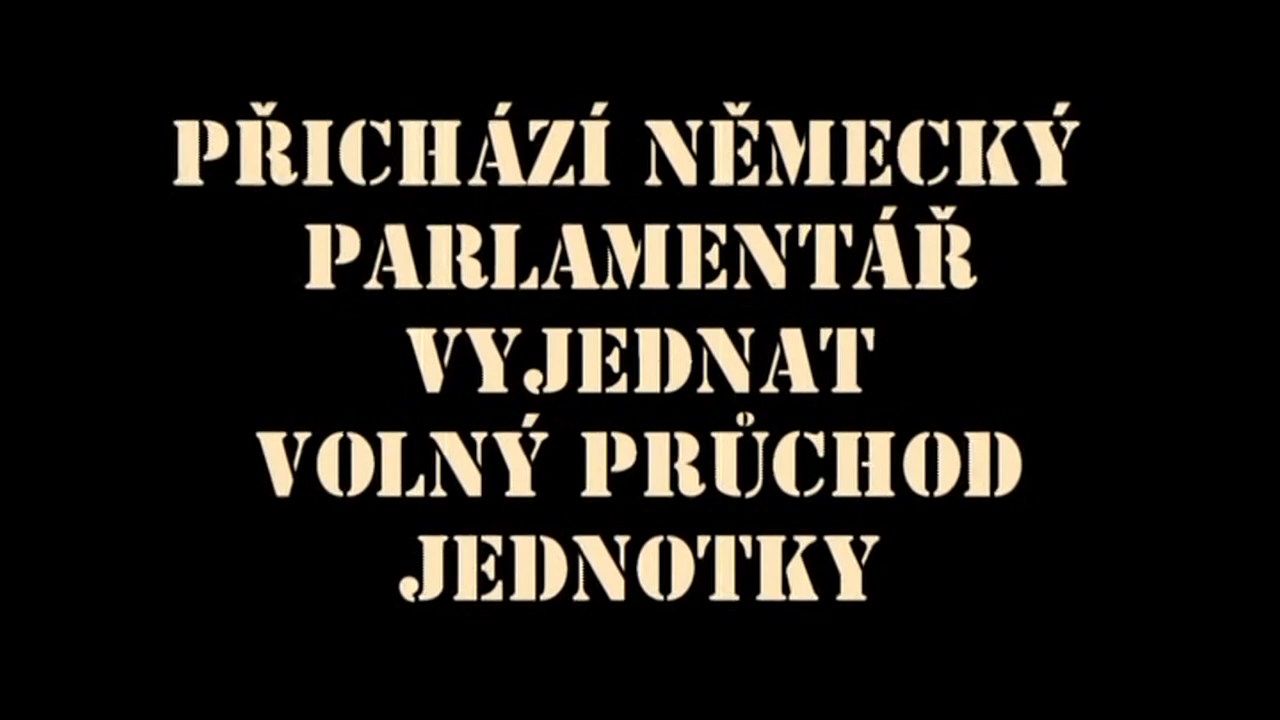 PŘICHÁZÍ NĚMECKÝ
PARLAMENTÁŘ
VYJEDNAT
VOLNÝ PRŮCHOD
JEDNOTKY